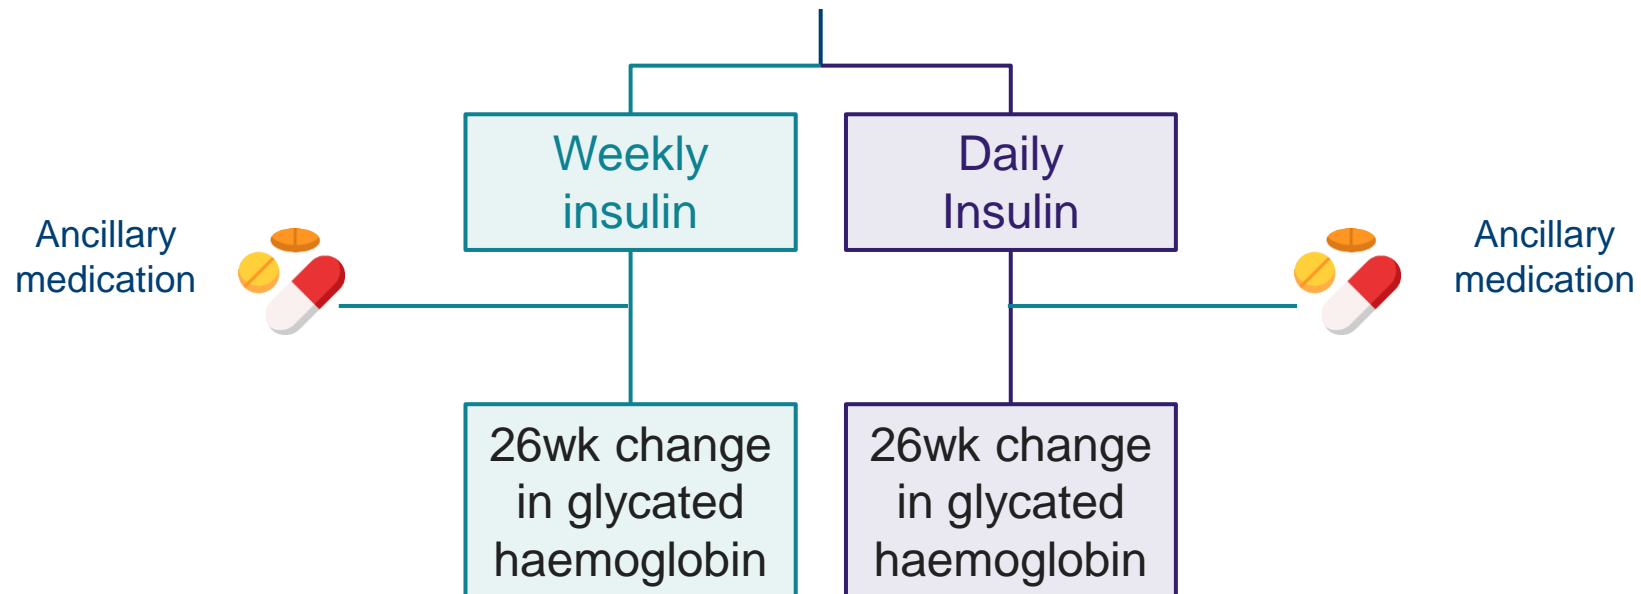 Weekly
insulin
Daily
Insulin
Ancillary
medication
Ancillary
medication
26wk change
in glycated
haemoglobin
26wk change
in glycated
haemoglobin